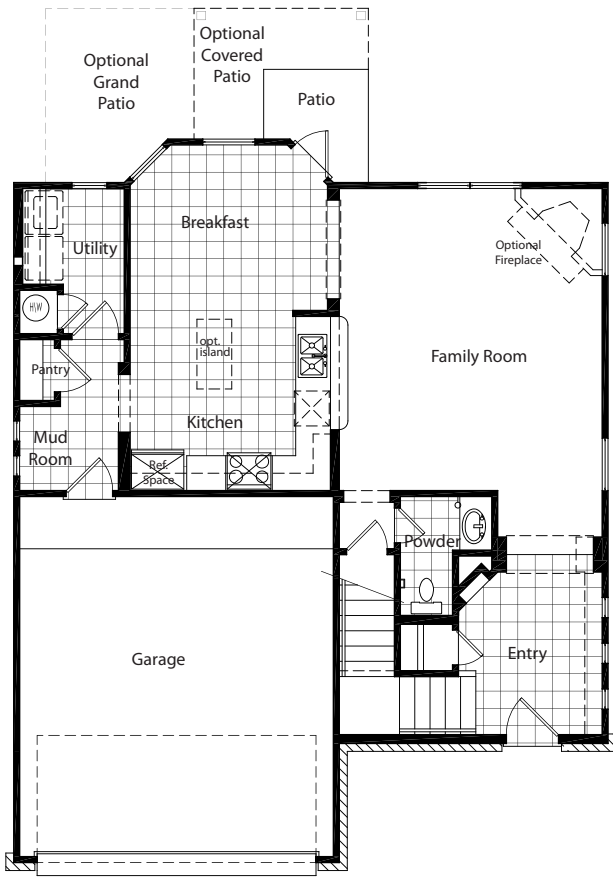 Optional
Grand
Patio
Optional
Covered
Patio
Patio
Breakfast
Utility
Optional
Fireplace
H\W
opt.
island
Family Room
Pantry
Kitchen
Mud
Room
Ref.
Space
Powder
Garage
Entry